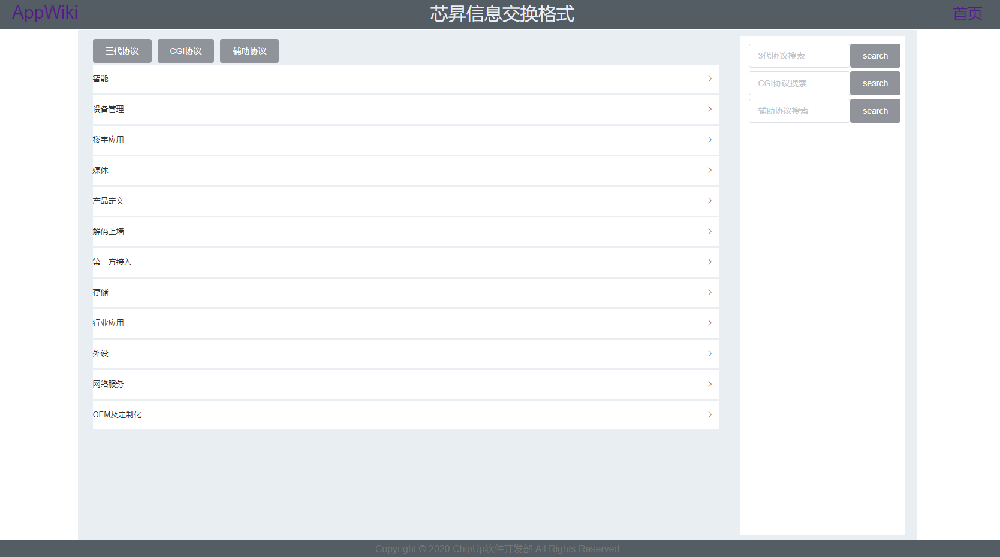 AppWiki
芯昇信息交换格式
首页
三代协议
CGI协议
辅助协议
智能
设备管理
楼宇应用
媒体
产品定义
解码上墙
第三方接入
存储
行业应用
外设
网络服务
OEM及定制化
3代协议搜索
search
CGI协议搜索
search
辅助协议搜索
search
Copyright © 2020 ChipUp软件开发部 All Rights Reserved